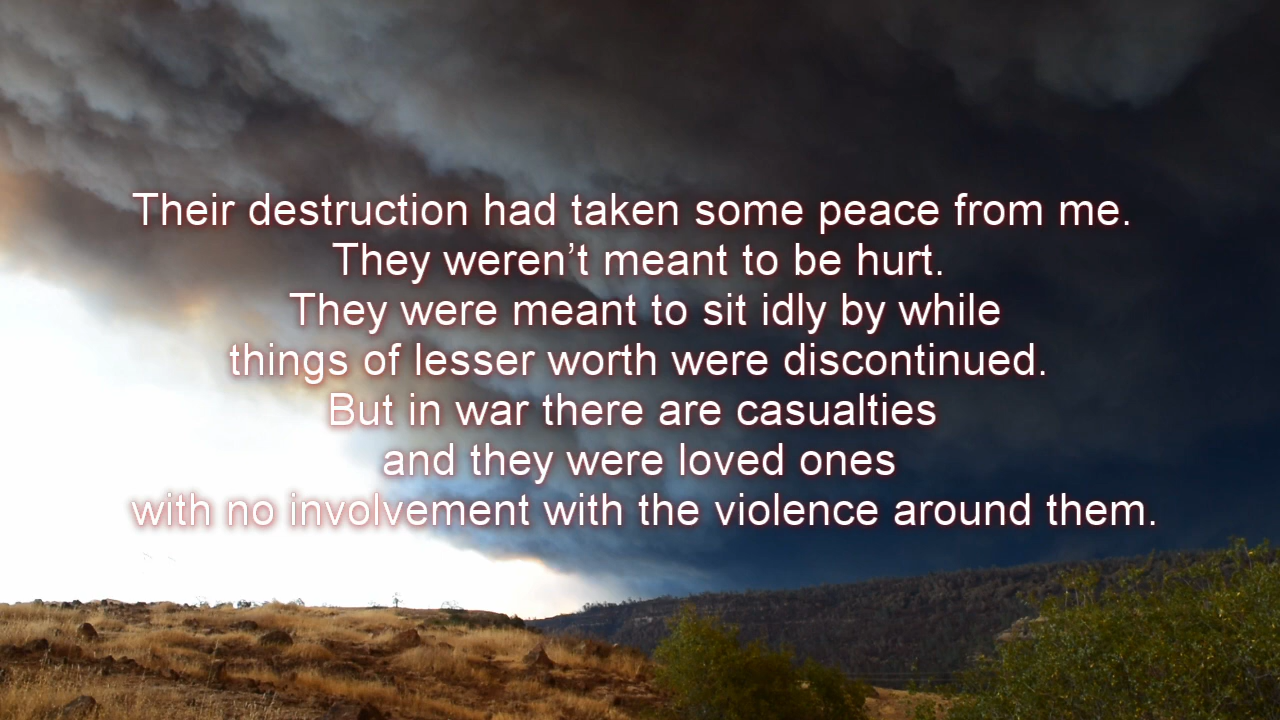 Their destruction had taken some peace from me.
They weren’t meant to be hurt.
They were meant to sit idly by while
things of lesser worth were discontinued.
But in war there are casualties
and they were loved ones
with no involvement with the violence around them.